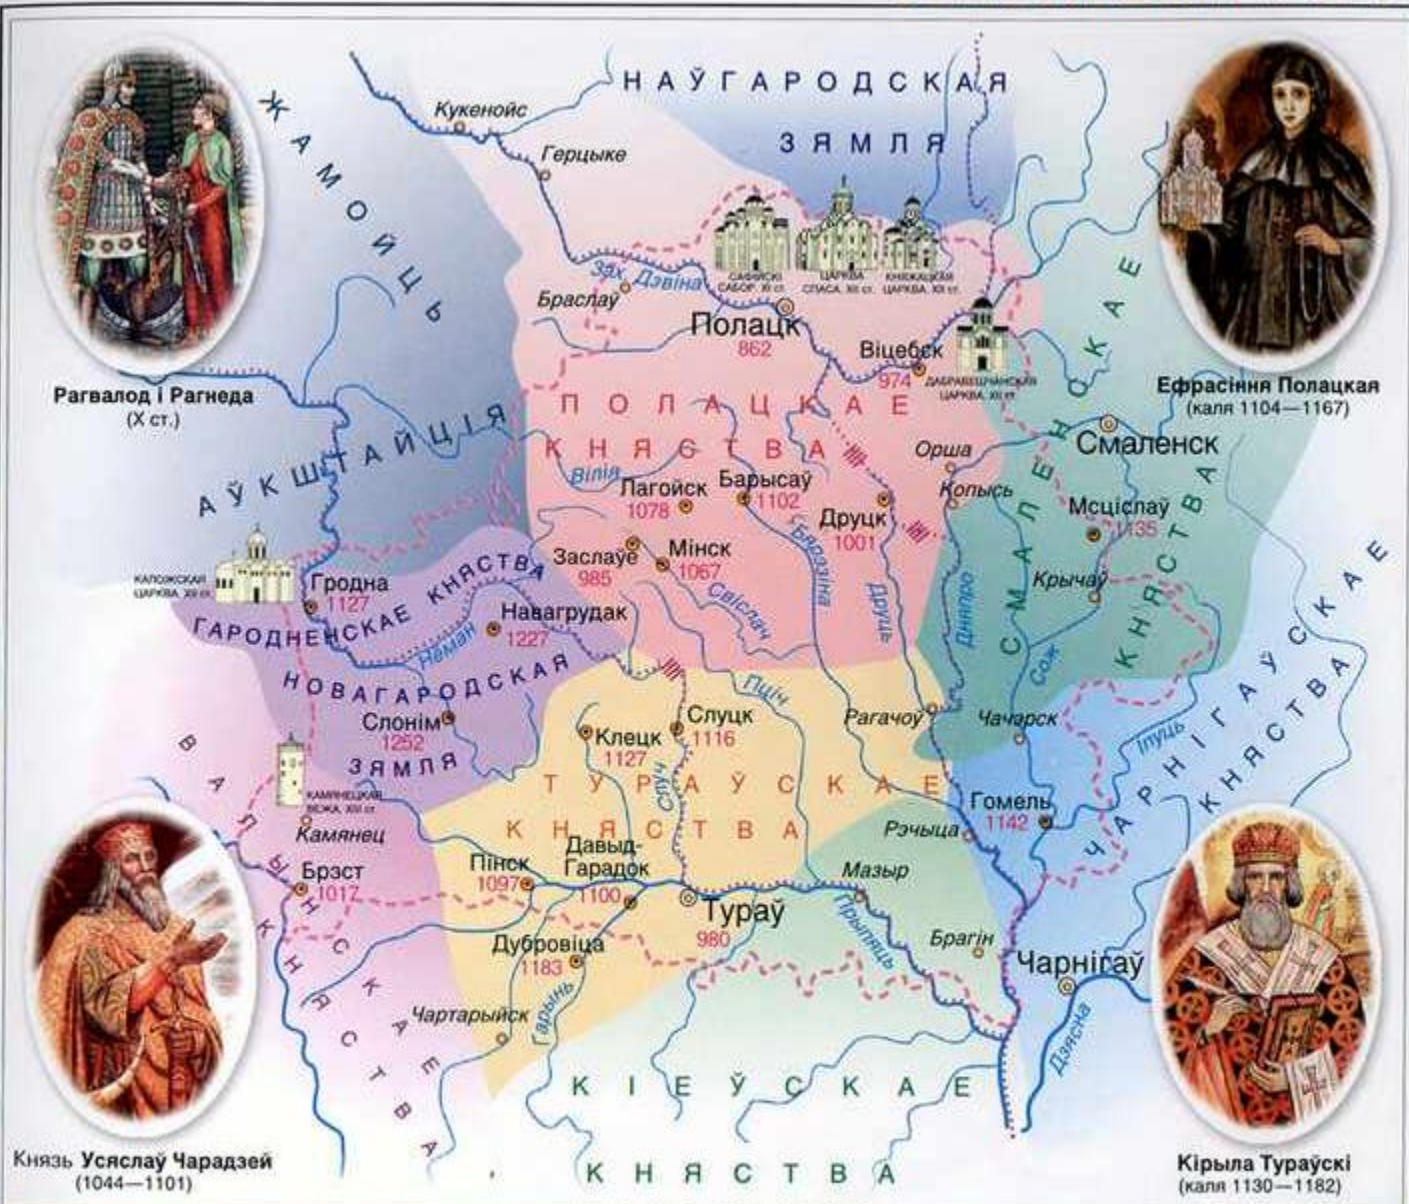 НАЎГАРОДСКАЯ
ЗЯМЛЯ
ЖАМОЙЦЬ
Кукенойс
Герцыке
Зах Дзвіна
САФІЙСКІ
САБОР. XI ст.
ЦАРКВА
СПАСА. XII ст.
КНЯЖАЦКАЯ
ЦАРКВА. XII ст.
Браслаў
Полацк
862
Віцебск
974
ДАБРАВЕШЧАНСКАЯ
ЦАРКВА. XII ст.
Рагвалод і Рагнеда
(X ст.)
Ефрасіння Полацкая
(каля 1104—1167)
ПОЛАЦКАЕ
КНЯСТВА
АЎКШТАЙЦІЯ
Смаленск
СМАЛЕНСКАЕ
КНЯСТВА
Орша
Вілія
Лагойск
1078
Барысаў
1102
Копысь
Мсціслаў
1135
Друцк
1001
Заслаўе
985
Мінск
1067
Бярэзіна
Крычаў
КАЛОЖСКАЯ
ЦАРКВА. XII ст.
Гродна
1127
ГАРОДНЕНСКАЕ КНЯСТВА
Навагрудак
1227
Свіслач
Друць
Дняпро
Нёман
Сож
НОВАГАРОДСКАЯ
ЗЯМЛЯ
Слонім
1252
Пціч
Рагачоў
Чачэрск
Іпуць
ЧАРНІГАЎСКАЕ
КНЯСТВА
Клецк
1127
Слуцк
1116
Случ
ВАЛЫНСКАЕ
КНЯСТВА
КАМЯНЕЦКАЯ
ВЕЖА. XIII ст.
Камянец
ТУРАЎСКАЕ
КНЯСТВА
Гомель
1142
Рэчыца
Брэст
1017
Пінск
1097
Давыд-
Гарадок
1100
Мазыр
Тураў
980
Прыпяць
Брагін
Дубровіца
1183
Чарнігаў
Чартарыйск
Гарынь
Дзясна
КІЕЎСКАЕ
КНЯСТВА
Князь Усяслаў Чарадзей
(1044—1101)
Кірыла Тураўскі
(каля 1130—1182)